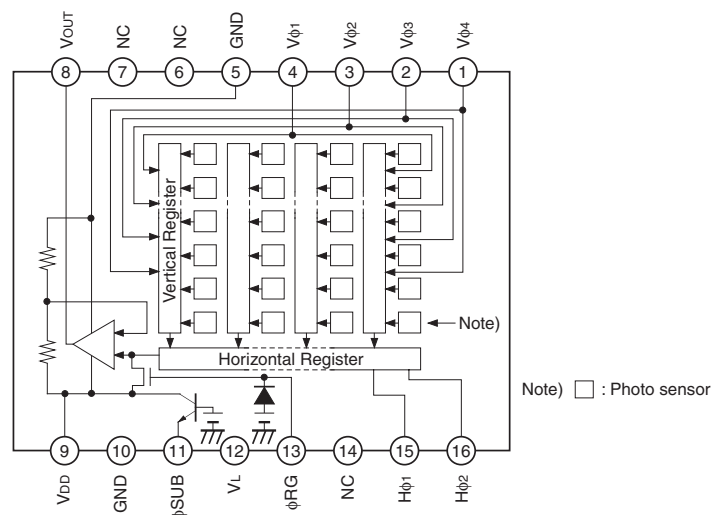 VOUT NC NC GND Vϕ1 Vϕ2 Vϕ3 Vϕ4
8 7 6 5 4 3 2 1
Vertical Register
Note)
Horizontal Register
Note) : Photo sensor
9 10 11 12 13 14 15 16
VDD GND ϕSUB VL ϕRG NC Hϕ1 Hϕ2